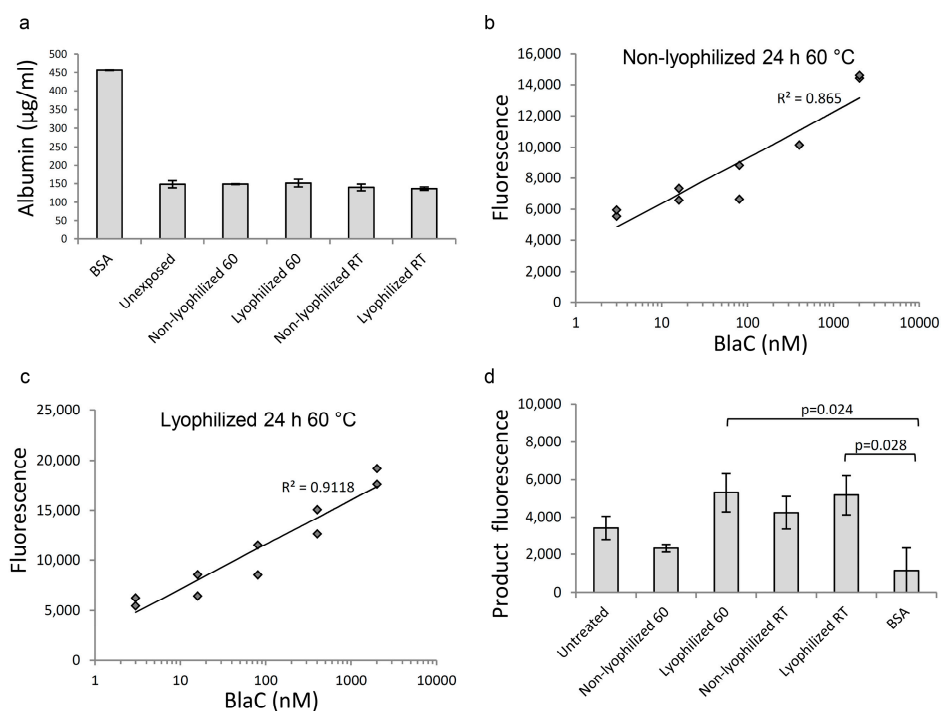 a
500
450
400
350
300
250
200
150
100
50
0
Albumin (µg/ml)
BSA
Unexposed
Non-lyophilized 60
Lyophilized 60
Non-lyophilized RT
Lyophilized RT
b
Non-lyophilized 24 h 60 °C
R² = 0.865
16,000
14,000
12,000
10,000
8,000
6,000
4,000
2,000
0
Fluorescence
1 10 100 1000 10000
BlaC (nM)
c
Lyophilized 24 h 60 °C
R² = 0.9118
25,000
20,000
15,000
10,000
5,000
0
Fluorescence
1 10 100 1000 10000
BlaC (nM)
d
p=0.024
p=0.028
10,000
8,000
6,000
4,000
2,000
0
Product fluorescence
Untreated
Non-lyophilized 60
Lyophilized 60
Non-lyophilized RT
Lyophilized RT
BSA